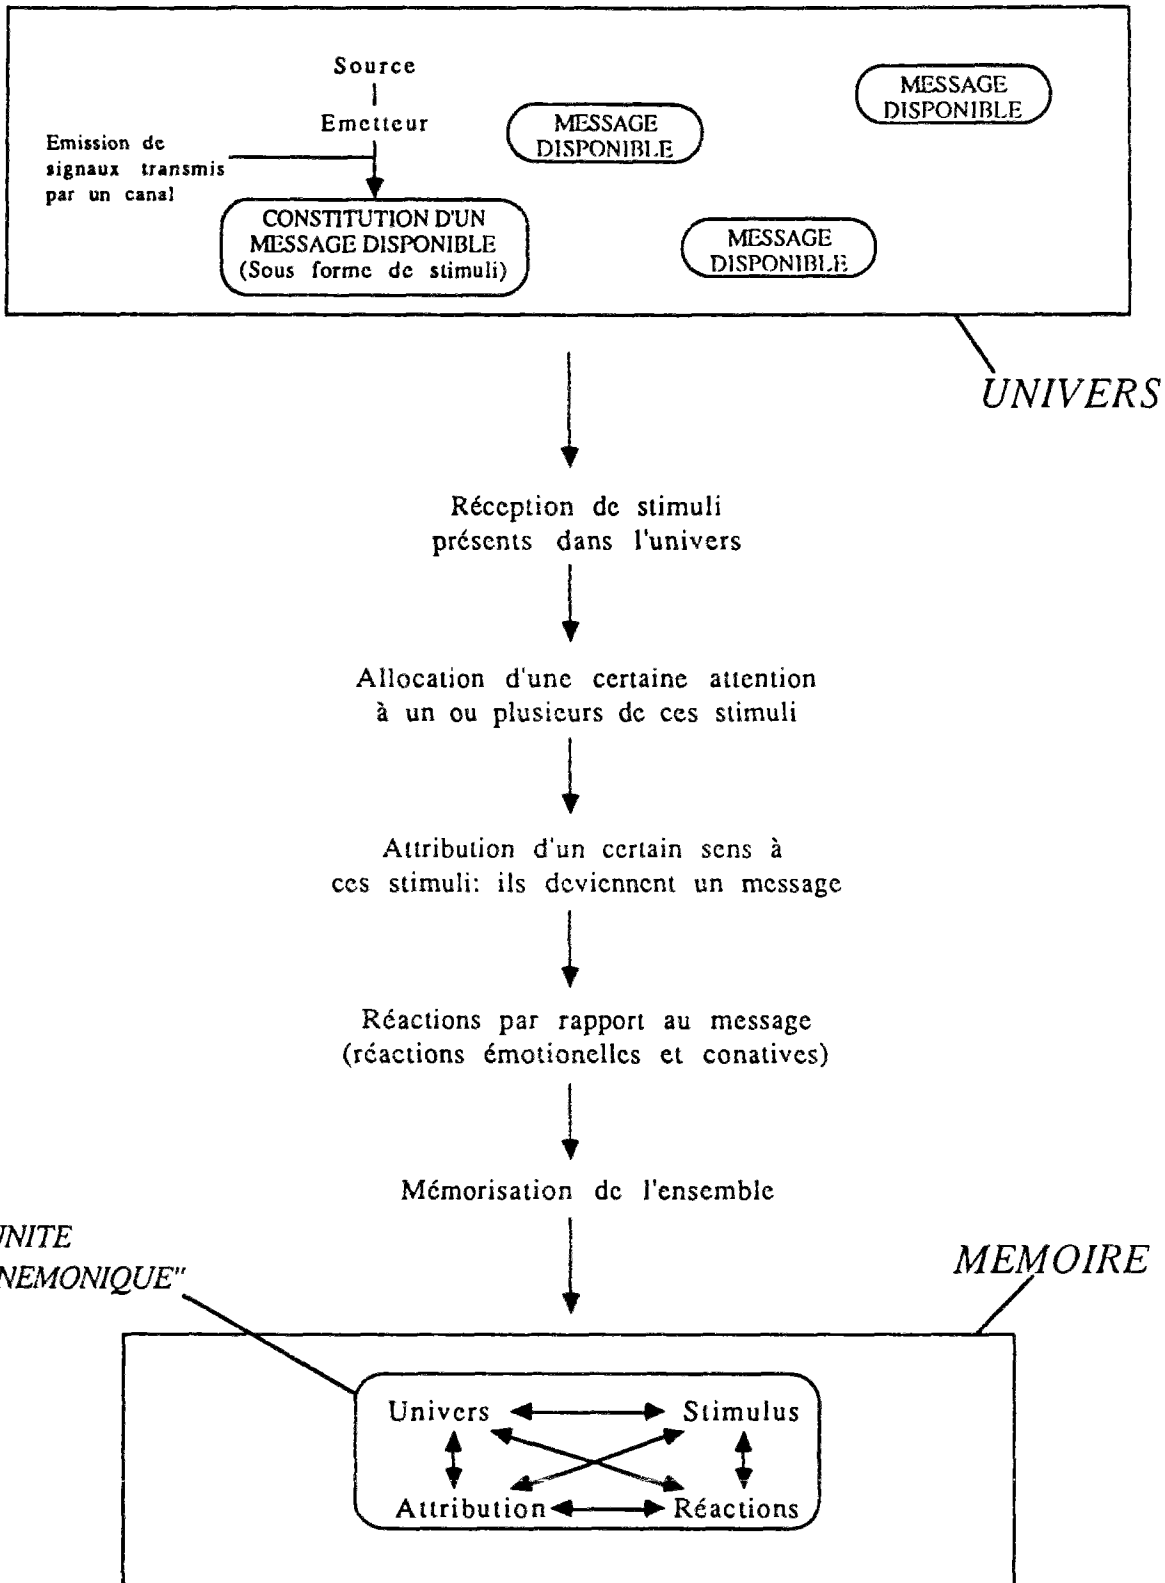 Source
Emetteur
Emission de
signaux transmis
par un canal
CONSTITUTION D'UN
MESSAGE DISPONIBLE
(Sous forme de stimuli)
MESSAGE
DISPONIBLE
MESSAGE
DISPONIBLE
MESSAGE
DISPONIBLE
UNIVERS
Réception de stimuli
présents dans l'univers
Allocation d'une certaine attention
à un ou plusieurs de ces stimuli
Attribution d'un certain sens à
ces stimuli: ils deviennent un message
Réactions par rapport au message
(réactions émotionelles et conatives)
Mémorisation de l'ensemble
UNITE
NEMONIQUE"
MEMOIRE
Univers Stimulus
Attribution Réactions